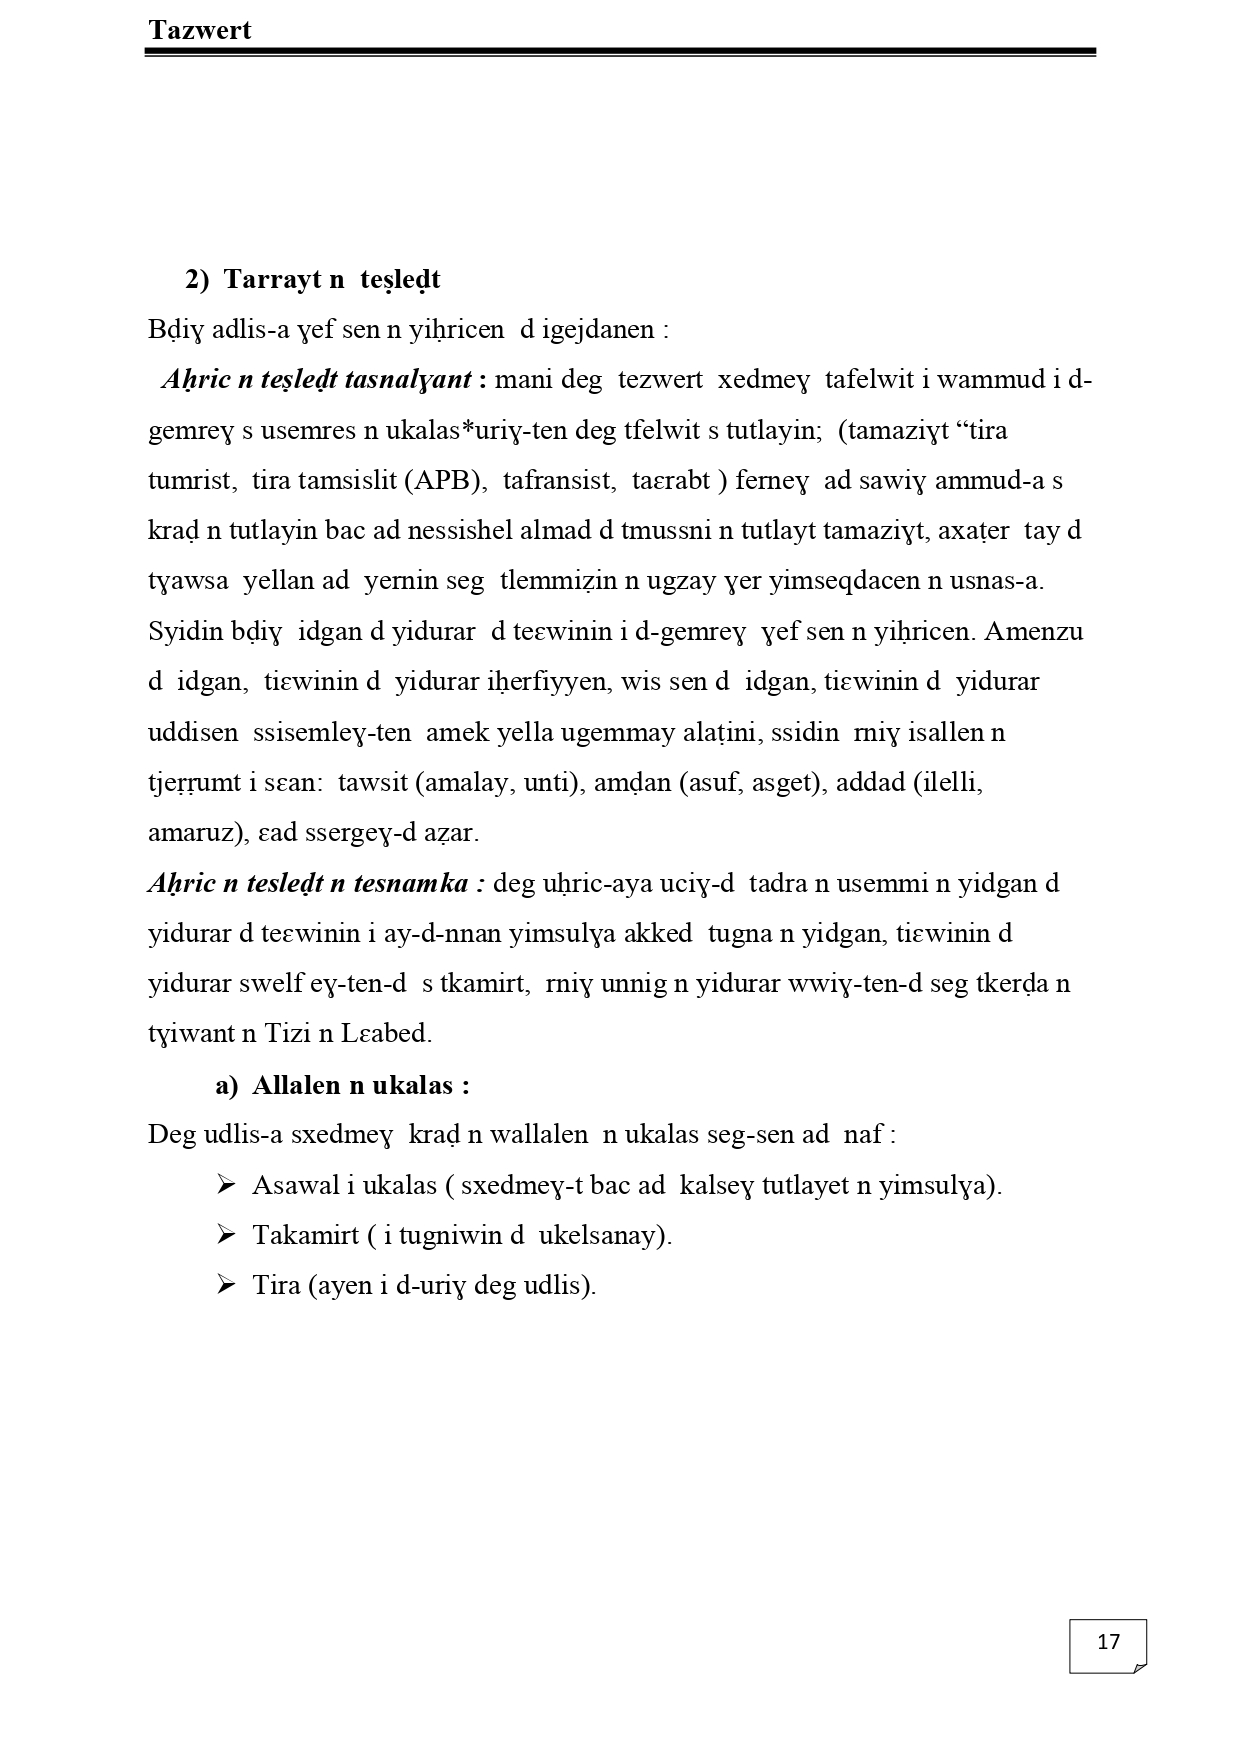 Tazwert
2) Tarrayt n teṣleḍt
Bḍiɣ adlis-a ɣef sen n yiḥricen d igejdanen :
Aḥric n teṣleḍt tasnalɣant : mani deg tezwert xedmeɣ tafelwit i wammud i d-
gemreɣ s usemres n ukalas*uriɣ-ten deg tfelwit s tutlayin; (tamaziɣt “tira
tumrist, tira tamsislit (APB), tafransist, taɛrabt ) ferneɣ ad sawiɣ ammud-a s
kraḍ n tutlayin bac ad nessishel almad d tmussni n tutlayt tamaziɣt, axaṭer tay d
tɣawsa yellan ad yernin seg tlemmiẓin n ugzay ɣer yimseqdacen n usnas-a.
Syidin bḍiɣ idgan d yidurar d teɛwinin i d-gemreɣ ɣef sen n yiḥricen. Amenzu
d idgan, tiɛwinin d yidurar iḥerfiyyen, wis sen d idgan, tiɛwinin d yidurar
uddisen ssisemleɣ-ten amek yella ugemmay alaṭini, ssidin rniɣ isallen n
tjeṛṛumt i sɛan: tawsit (amalay, unti), amḍan (asuf, asget), addad (ilelli,
amaruz), ɛad ssergeɣ-d aẓar.
Aḥric n tesleḍt n tesnamka : deg uḥric-aya uciɣ-d tadra n usemmi n yidgan d
yidurar d teɛwinin i ay-d-nnan yimsulɣa akked tugna n yidgan, tiɛwinin d
yidurar swelf eɣ-ten-d s tkamirt, rniɣ unnig n yidurar wwiɣ-ten-d seg tkerḍa n
tɣiwant n Tizi n Lɛabed.
a) Allalen n ukalas :
Deg udlis-a sxedmeɣ kraḍ n wallalen n ukalas seg-sen ad naf :
➢ Asawal i ukalas ( sxedmeɣ-t bac ad kalseɣ tutlayet n yimsulɣa).
➢ Takamirt ( i tugniwin d ukelsanay).
➢ Tira (ayen i d-uriɣ deg udlis).
17